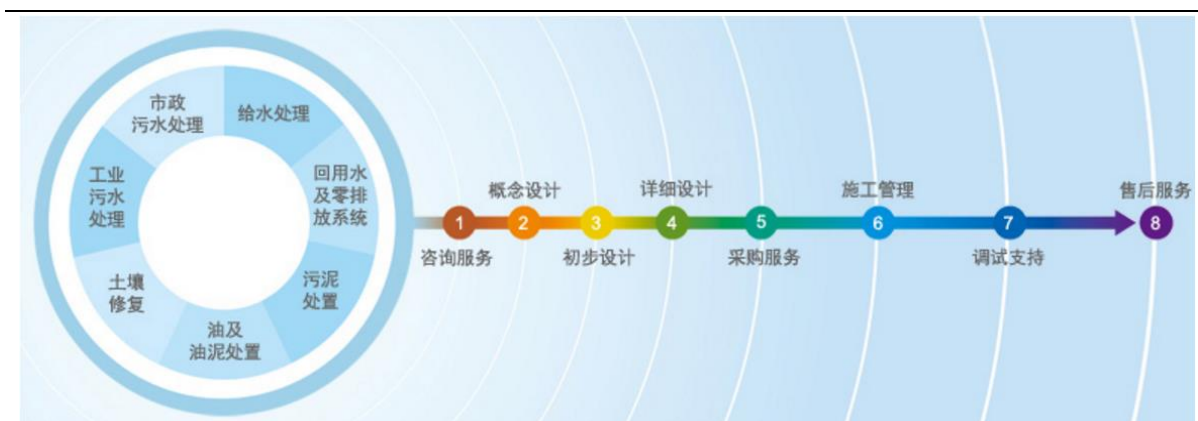 市政
污水处理
给水处理
工业
污水
处理
回用水
及零排
放系统
土壤
修复
污泥
处置
油及
油泥处置
概念设计
详细设计
施工管理
售后服务
1
2
3
4
5
6
7
8
咨询服务
初步设计
采购服务
调试支持